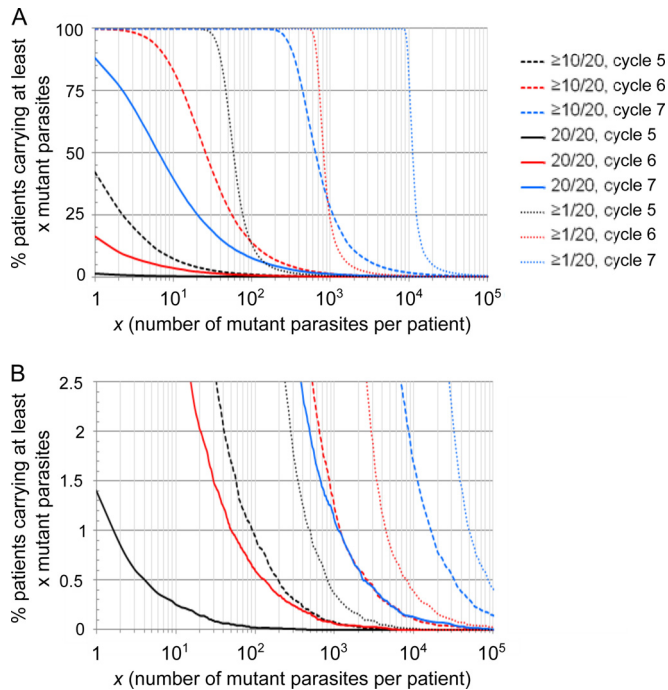 A
% patients carrying at least
x mutant parasites
100
75
50
25
0
1
10¹
10²
10³
10⁴
10⁵
x (number of mutant parasites per patient)
≥10/20, cycle 5
≥10/20, cycle 6
≥10/20, cycle 7
20/20, cycle 5
20/20, cycle 6
20/20, cycle 7
≥1/20, cycle 5
≥1/20, cycle 6
≥1/20, cycle 7
B
% patients carrying at least
x mutant parasites
2.5
2
1.5
1
0.5
0
1
10¹
10²
10³
10⁴
10⁵
x (number of mutant parasites per patient)